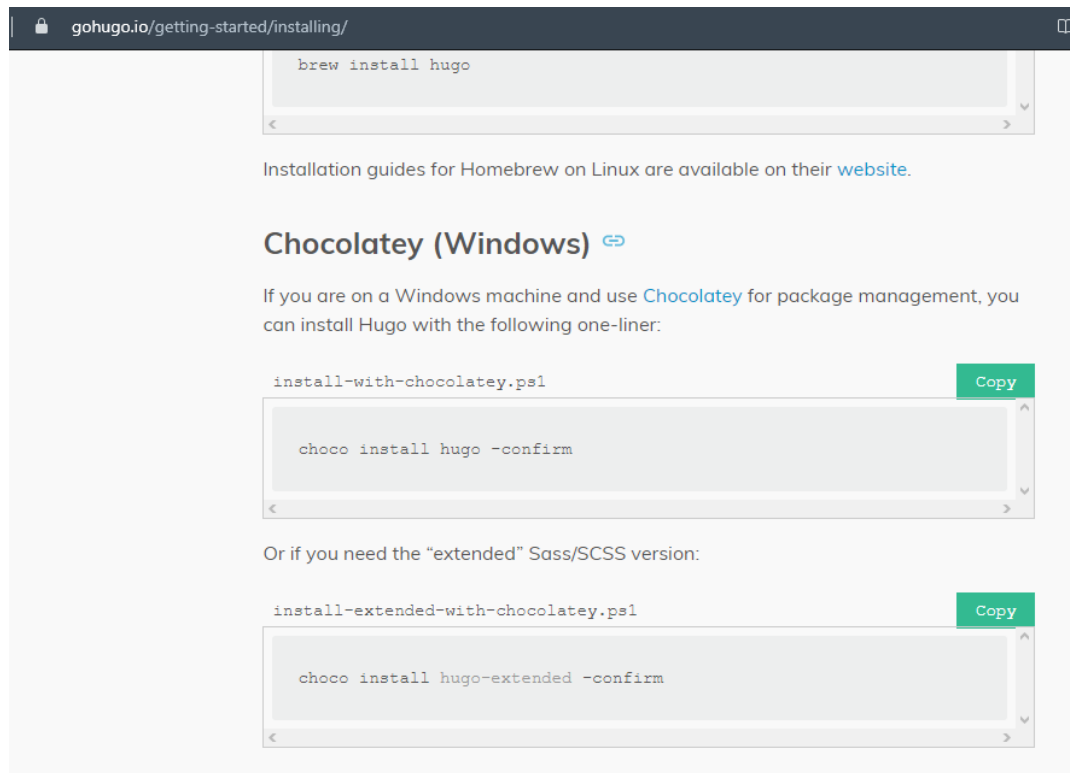 gohugo.io/getting-started/installing/
brew install hugo
Installation guides for Homebrew on Linux are available on their website.
Chocolatey (Windows)
If you are on a Windows machine and use Chocolatey for package management, you
can install Hugo with the following one-liner:
install-with-chocolatey.ps1
Copy
choco install hugo -confirm
Or if you need the “extended” Sass/SCSS version:
install-extended-with-chocolatey.ps1
Copy
choco install hugo-extended -confirm